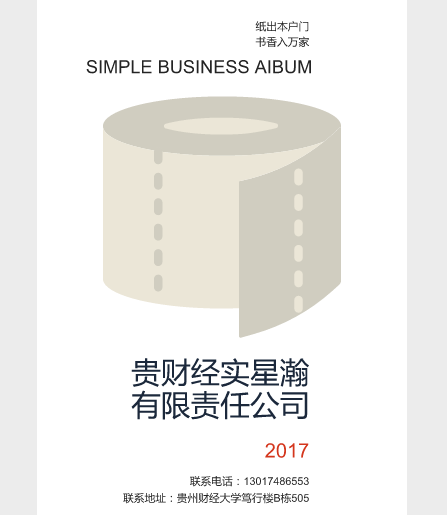 纸出本户门
书香入万家
SIMPLE BUSINESS AIBUM
贵财经实星瀚
有限责任公司
2017
联系电话：13017486553
联系地址：贵州财经大学笃行楼B栋505